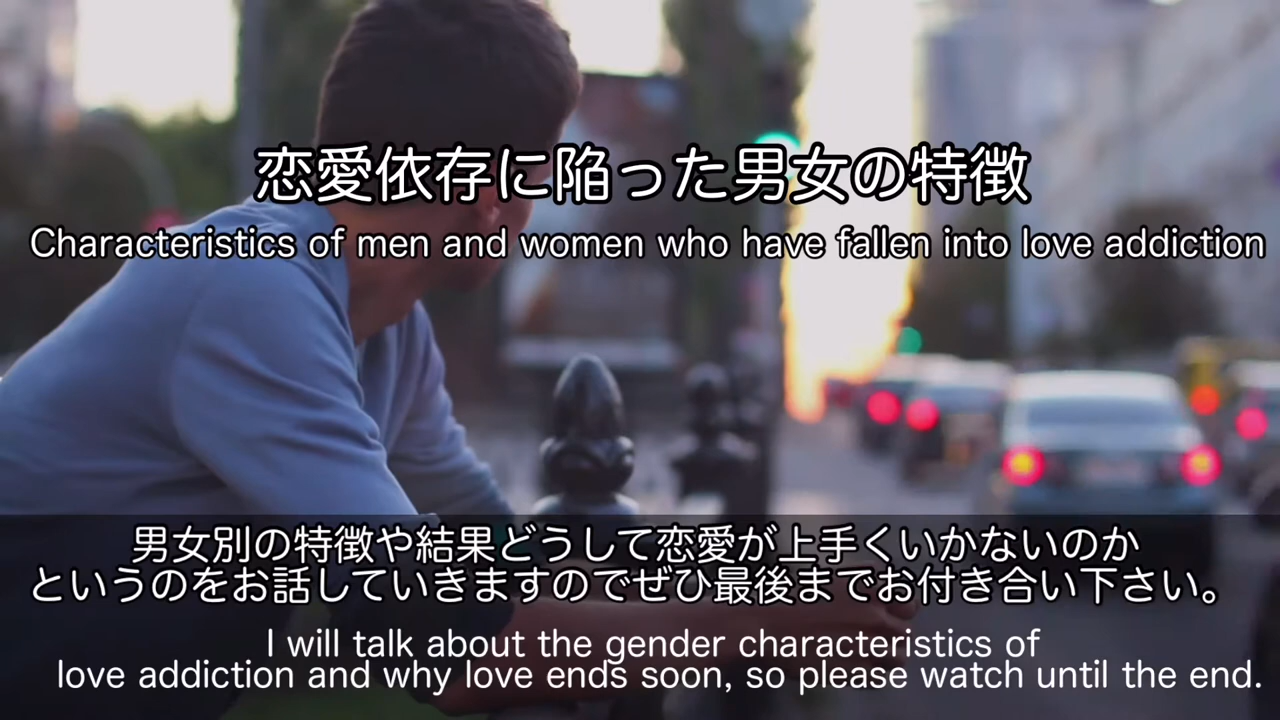 恋愛依存に陥った男女の特徴
Characteristics of men and women who have fallen into love addiction
男女別の特徴や結果どうして恋愛が上手くいかないのか
というのをお話していきますのでぜひ最後までお付き合い下さい。
I will talk about the gender characteristics of
love addiction and why love ends soon, so please watch until the end.